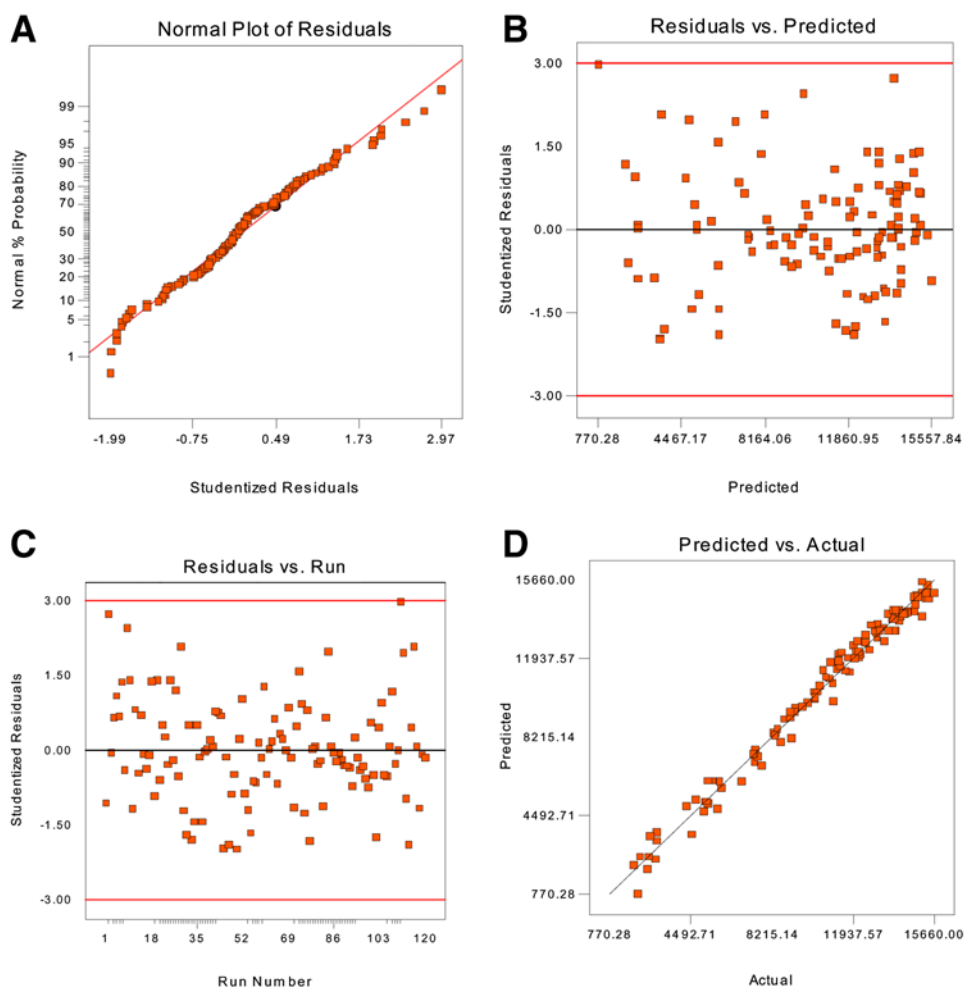 A
Normal Plot of Residuals
Normal % Probability
99
95
90
80
70
50
30
20
10
5
1
-1.99 -0.75 0.49 1.73 2.97
Studentized Residuals
B
Residuals vs. Predicted
Studentized Residuals
3.00
1.50
0.00
-1.50
-3.00
770.28 4467.17 8164.06 11860.95 15557.84
Predicted
C
Residuals vs. Run
Studentized Residuals
3.00
1.50
0.00
-1.50
-3.00
1 18 35 52 69 86 103 120
Run Number
D
Predicted vs. Actual
Predicted
15660.00
11937.57
8215.14
4492.71
770.28
770.28 4492.71 8215.14 11937.57 15660.00
Actual